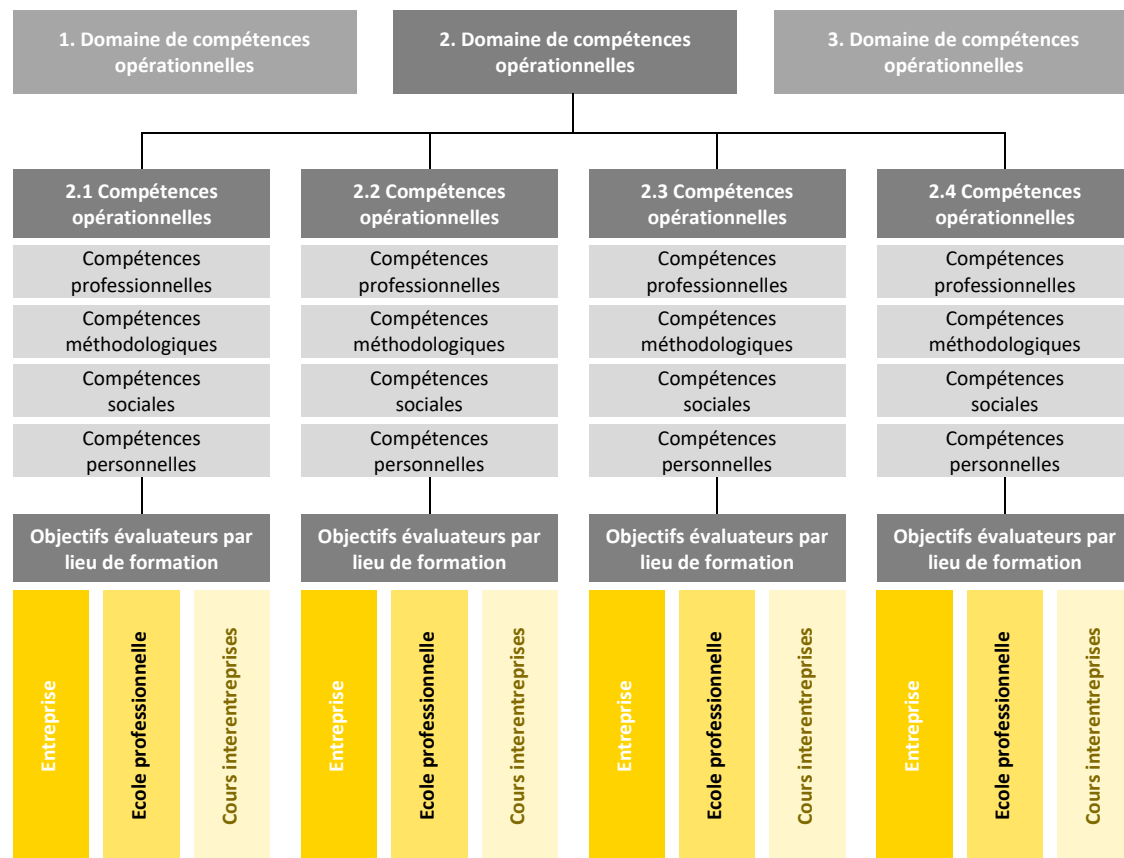 1. Domaine de compétences
opérationnelles
2. Domaine de compétences
opérationnelles
3. Domaine de compétences
opérationnelles
2.1 Compétences
opérationnelles
2.2 Compétences
opérationnelles
2.3 Compétences
opérationnelles
2.4 Compétences
opérationnelles
Compétences
professionnelles
Compétences
professionnelles
Compétences
professionnelles
Compétences
professionnelles
Compétences
méthodologiques
Compétences
méthodologiques
Compétences
méthodologiques
Compétences
méthodologiques
Compétences
sociales
Compétences
sociales
Compétences
sociales
Compétences
sociales
Compétences
personnelles
Compétences
personnelles
Compétences
personnelles
Compétences
personnelles
Objectifs évaluateurs par
lieu de formation
Objectifs évaluateurs par
lieu de formation
Objectifs évaluateurs par
lieu de formation
Objectifs évaluateurs par
lieu de formation
Entreprise
Ecole professionnelle
Cours interentreprises
Entreprise
Ecole professionnelle
Cours interentreprises
Entreprise
Ecole professionnelle
Cours interentreprises
Entreprise
Ecole professionnelle
Cours interentreprises